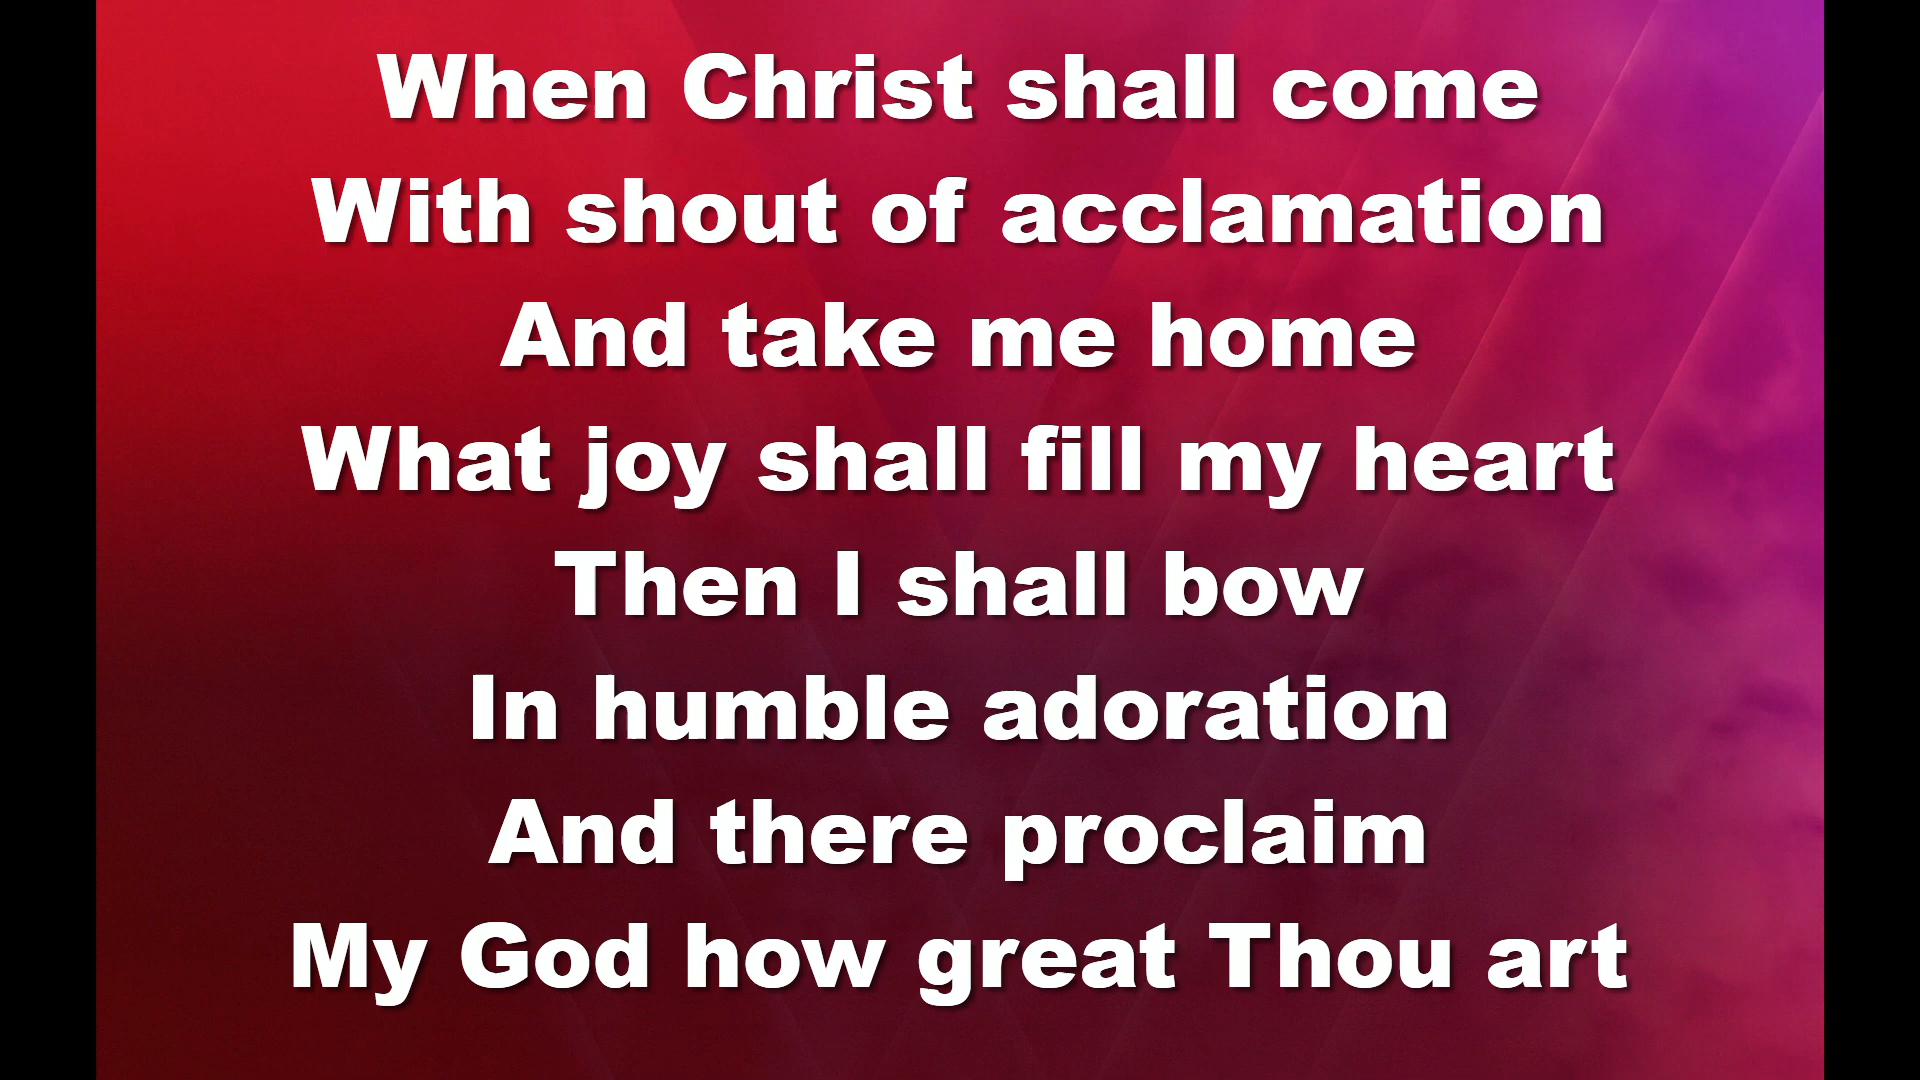 When Christ shall come
With shout of acclamation
And take me home
What joy shall fill my heart
Then I shall bow
In humble adoration
And there proclaim
My God how great Thou art